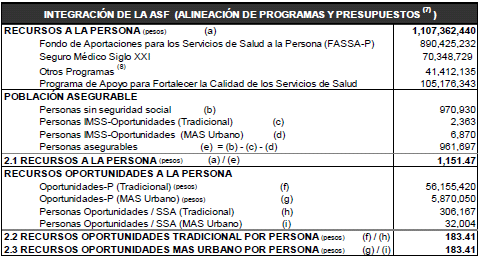 INTEGRACIÓN DE LA ASF (ALINEACIÓN DE PROGRAMAS Y PRESUPUESTOS (7) )
RECURSOS A LA PERSONA (pesos) (a) 1,107,362,440
Fondo de Aportaciones para los Servicios de Salud a la Persona (FASSA-P) 890,425,232
Seguro Médico Siglo XXI 70,348,729
Otros Programas (8) 41,412,135
Programa de Apoyo para Fortalecer la Calidad de los Servicios de Salud 105,176,343
POBLACIÓN ASEGURABLE
Personas sin seguridad social (b) 970,930
Personas IMSS-Oportunidades (Tradicional) (c) 2,363
Personas IMSS-Oportunidades (MAS Urbano) (d) 6,870
Personas asegurables (e) = (b) - (c) - (d) 961,697
2.1 RECURSOS A LA PERSONA (pesos) (a) / (e) 1,151.47
RECURSOS OPORTUNIDADES A LA PERSONA
Oportunidades-P (Tradicional) (pesos) (f) 56,155,420
Oportunidades-P (MAS Urbano) (pesos) (g) 5,870,050
Personas Oportunidades / SSA (Tradicional) (h) 306,167
Personas Oportunidades / SSA (MAS Urbano) (i) 32,004
2.2 RECURSOS OPORTUNIDADES TRADICIONAL POR PERSONA (pesos) (f) / (h) 183.41
2.3 RECURSOS OPORTUNIDADES MAS URBANO POR PERSONA (pesos) (g) / (i) 183.41